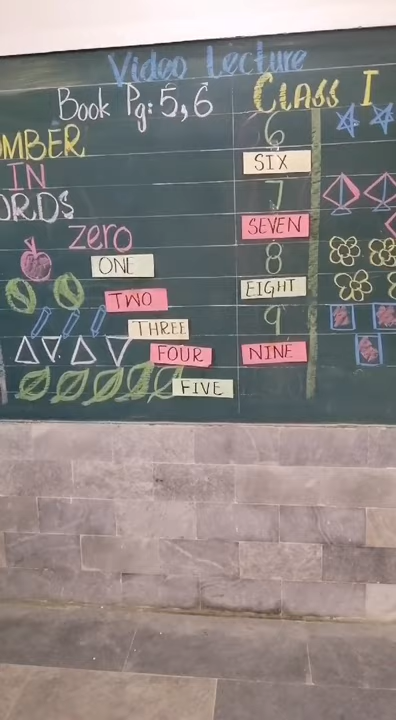 Video Lecture
Book Pg: 5,6
CLASS I
UMBER
IN
ORDS
zero
ONE
TWO
THREE
FOUR
FIVE
6
SIX
7
SEVEN
8
EIGHT
9
NINE